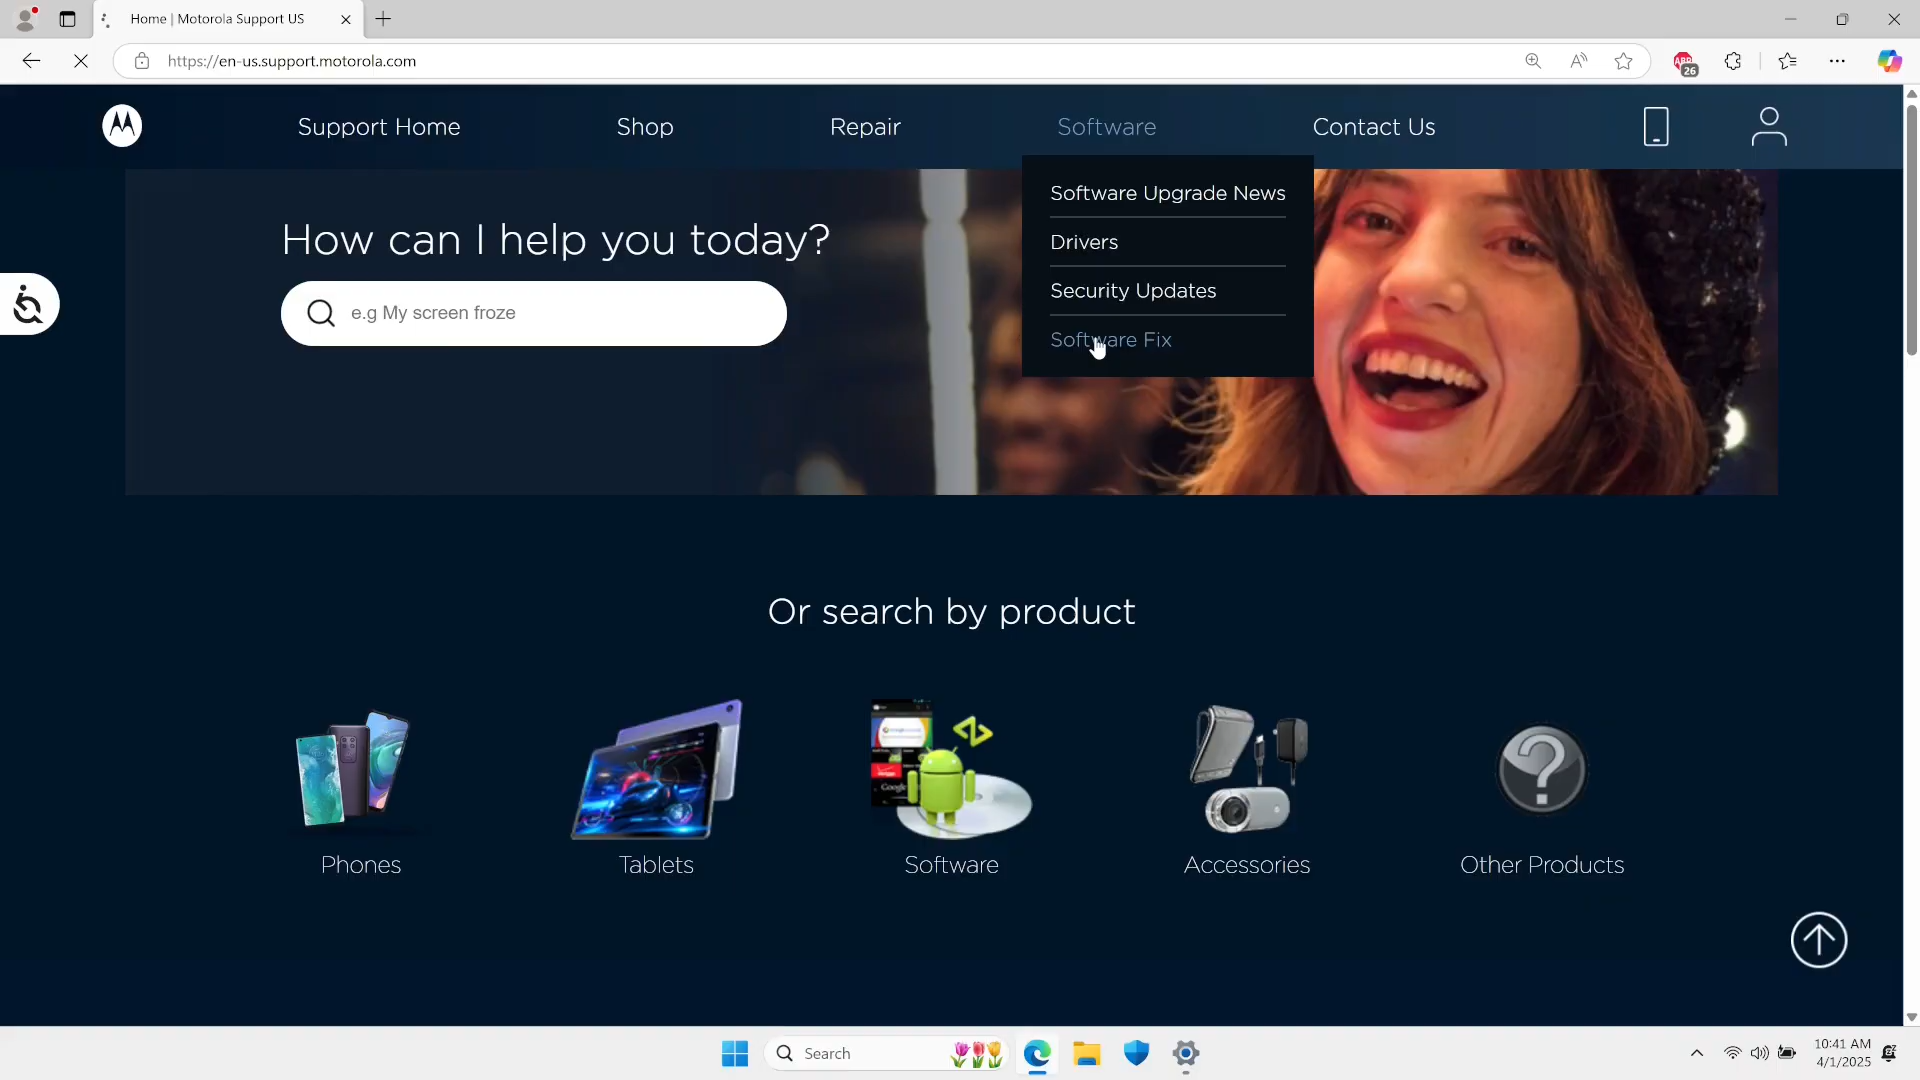 Home | Motorola Support US
https://en-us.support.motorola.com
ABP
26
Support Home
Shop
Repair
Software
Contact Us
Software Upgrade News
Drivers
Security Updates
Software Fix
How can I help you today?
e.g My screen froze
Or search by product
Phones
Tablets
Software
Accessories
Other Products
Search
10:41 AM
4/1/2025